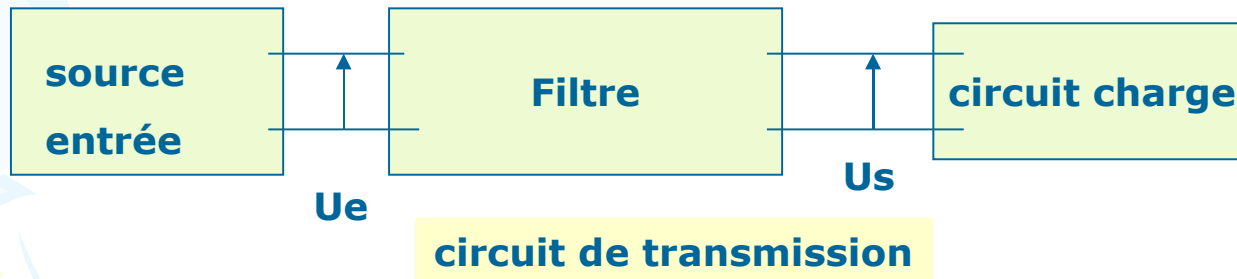 source
entrée
Filtre
circuit charge
Ue
Us
circuit de transmission